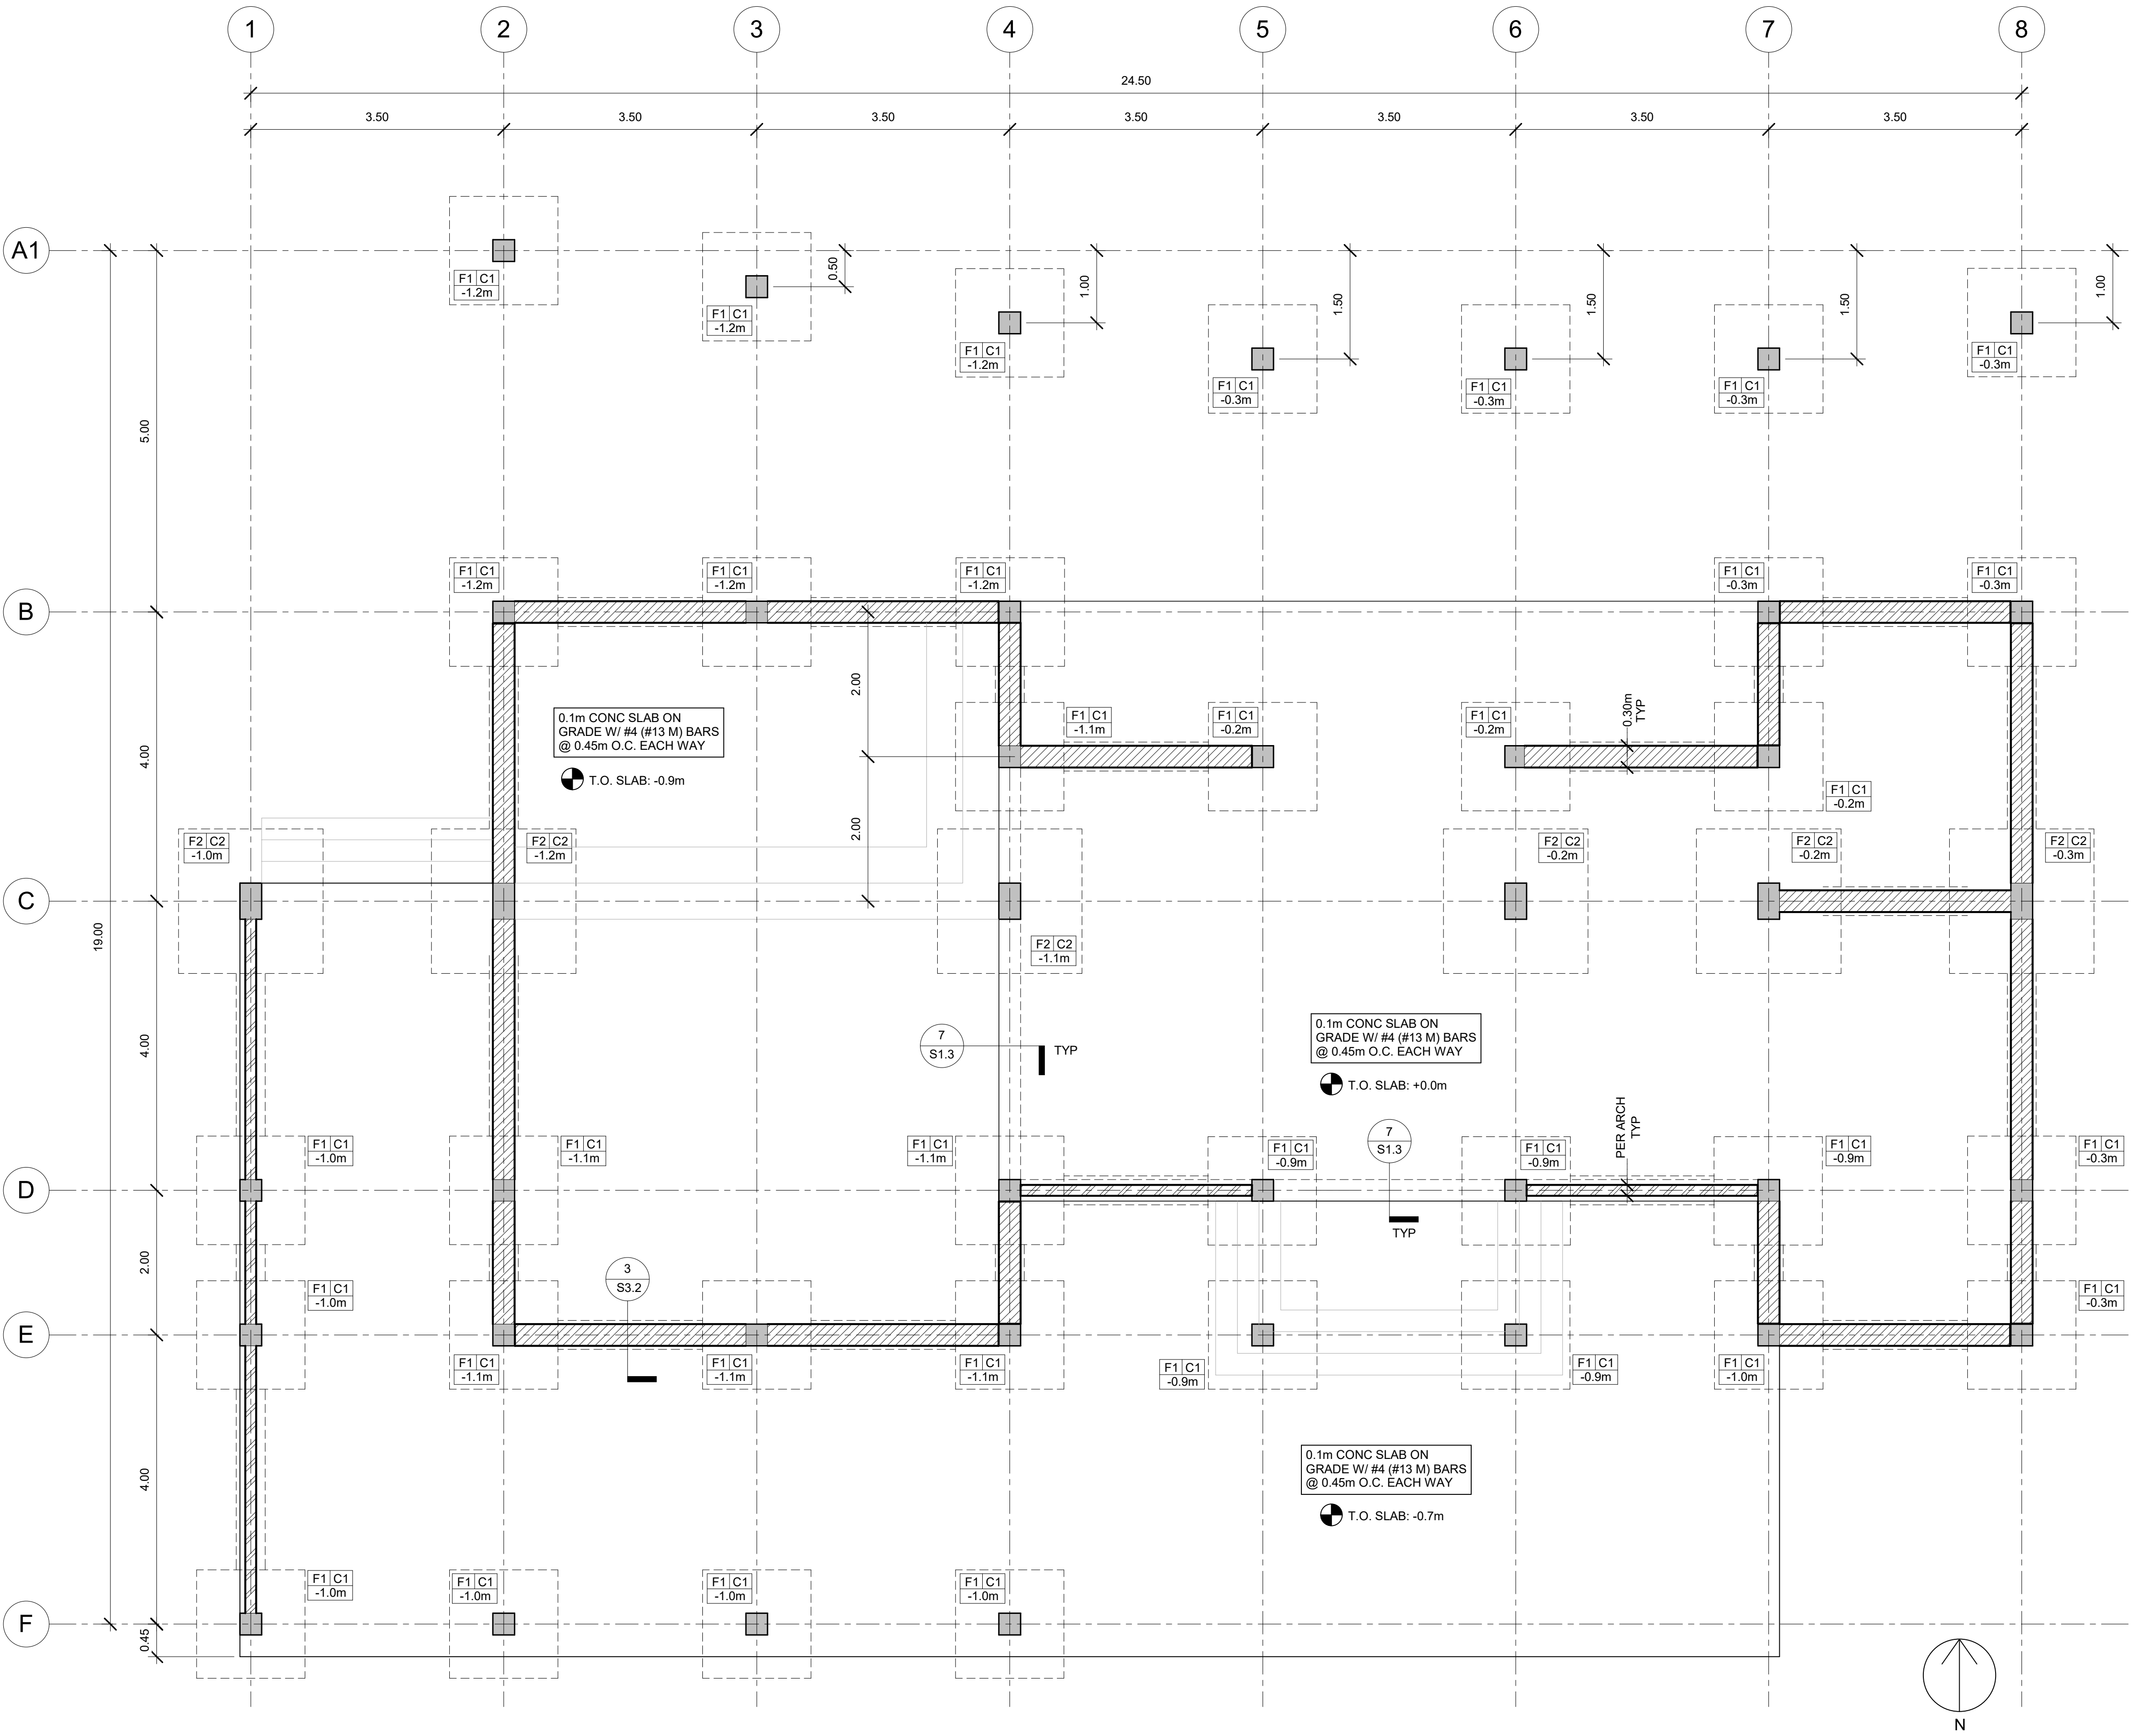 1 2 3 4 5 6 7 8
24.50
3.50 3.50 3.50 3.50 3.50 3.50 3.50
A1
F1 C1
-1.2m
F1 C1
-1.2m
0.50
F1 C1
-1.2m
1.00
F1 C1
-0.3m
1.50
F1 C1
-0.3m
1.50
F1 C1
-0.3m
1.50
F1 C1
-0.3m
1.00
5.00
B
F1 C1
-1.2m
F1 C1
-1.2m
F1 C1
-1.2m
F1 C1
-0.3m
F1 C1
-0.3m
2.00
0.1m CONC SLAB ON
GRADE W/ #4 (#13 M) BARS
@ 0.45m O.C. EACH WAY
T.O. SLAB: -0.9m
F1 C1
-1.1m
F1 C1
-0.2m
F1 C1
-0.2m
0.30m
TYP
F1 C1
-0.2m
4.00
2.00
F2 C2
-1.0m
F2 C2
-1.2m
F2 C2
-0.2m
F2 C2
-0.2m
F2 C2
-0.3m
C
19.00
F2 C2
-1.1m
4.00
7
S1.3
TYP
0.1m CONC SLAB ON
GRADE W/ #4 (#13 M) BARS
@ 0.45m O.C. EACH WAY
T.O. SLAB: +0.0m
7
S1.3
TYP
PER ARCH
TYP
F1 C1
-1.0m
F1 C1
-1.1m
F1 C1
-1.1m
F1 C1
-0.9m
F1 C1
-0.9m
F1 C1
-0.9m
F1 C1
-0.3m
D
2.00
3
S3.2
F1 C1
-1.0m
F1 C1
-0.3m
E
F1 C1
-1.1m
F1 C1
-1.1m
F1 C1
-1.1m
F1 C1
-0.9m
F1 C1
-0.9m
F1 C1
-1.0m
4.00
0.1m CONC SLAB ON
GRADE W/ #4 (#13 M) BARS
@ 0.45m O.C. EACH WAY
T.O. SLAB: -0.7m
F1 C1
-1.0m
F1 C1
-1.0m
F1 C1
-1.0m
F1 C1
-1.0m
F
0.45
N